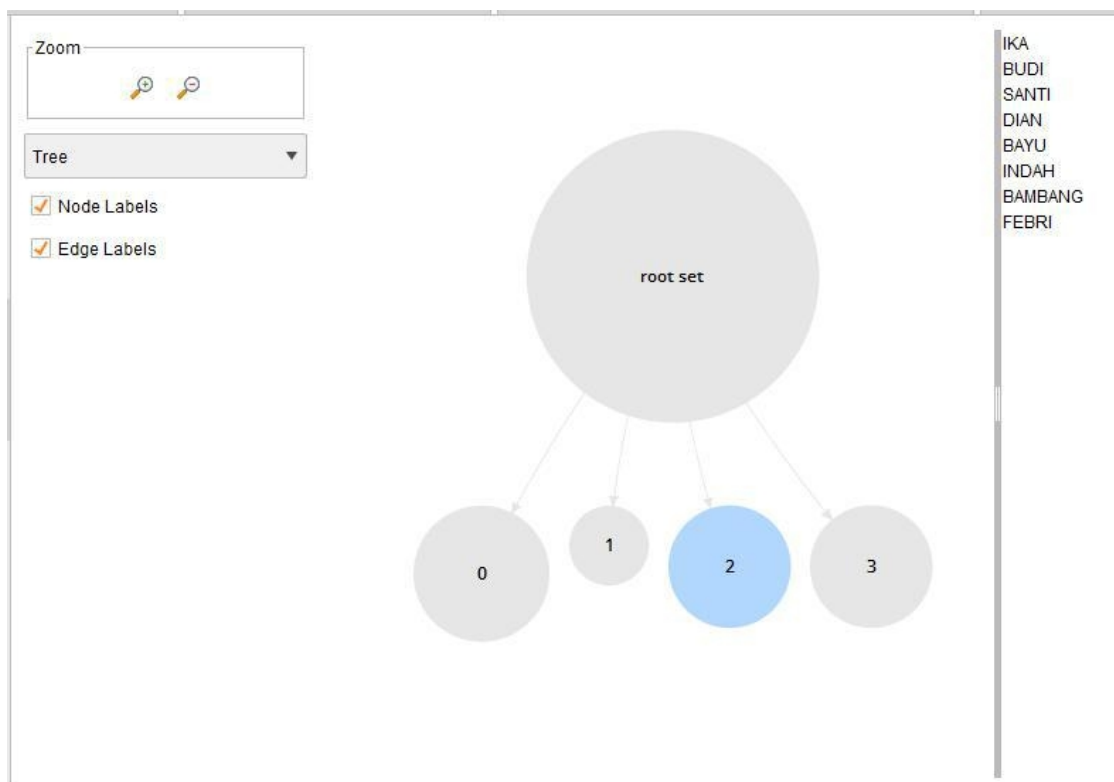 Zoom
Tree
Node Labels
Edge Labels
root set
0
1
2
3
IKA
BUDI
SANTI
DIAN
BAYU
INDAH
BAMBANG
FEBRI